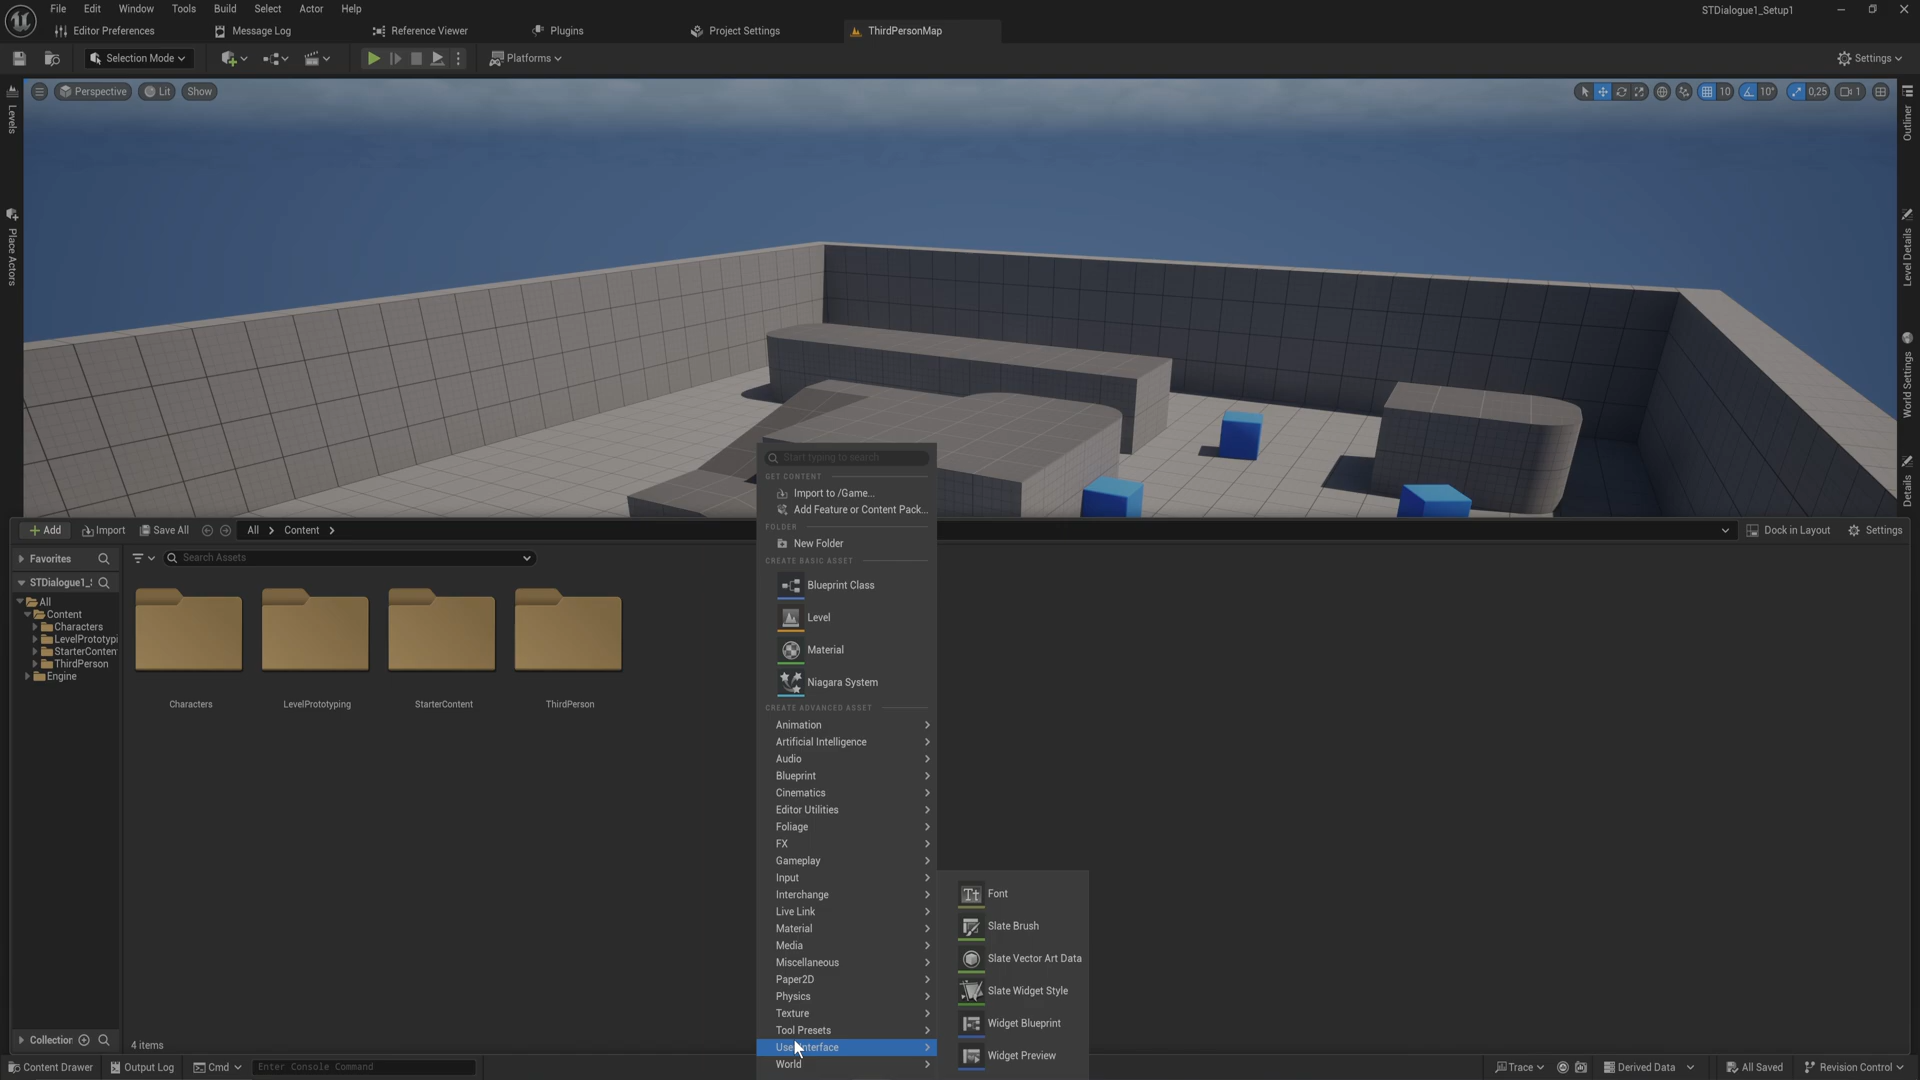 File Edit Window Tools Build Select Actor Help
STDialogue1_Setup1
Editor Preferences
Message Log
Reference Viewer
Plugins
Project Settings
ThirdPersonMap
Selection Mode
Platforms
Settings
Perspective
Lit
Show
10
10°
0,25
1
Levels
Place Actors
Outliner
Level Details
World Settings
Details
Start typing to search
GET CONTENT
Import to /Game...
Add Feature or Content Pack...
FOLDER
New Folder
CREATE BASIC ASSET
Blueprint Class
Level
Material
Niagara System
CREATE ADVANCED ASSET
Animation
Artificial Intelligence
Audio
Blueprint
Cinematics
Editor Utilities
Foliage
FX
Gameplay
Input
Interchange
Live Link
Material
Media
Miscellaneous
Paper2D
Physics
Texture
Tool Presets
User Interface
World
Font
Slate Brush
Slate Vector Art Data
Slate Widget Style
Widget Blueprint
Widget Preview
Add
Import
Save All
All
Content
Dock in Layout
Settings
Favorites
Search Assets
STDialogue1_S
All
Content
Characters
LevelPrototypi
StarterConten
ThirdPerson
Engine
Characters
LevelPrototyping
StarterContent
ThirdPerson
Collection
4 items
Content Drawer
Output Log
Cmd
Enter Console Command
Trace
Derived Data
All Saved
Revision Control